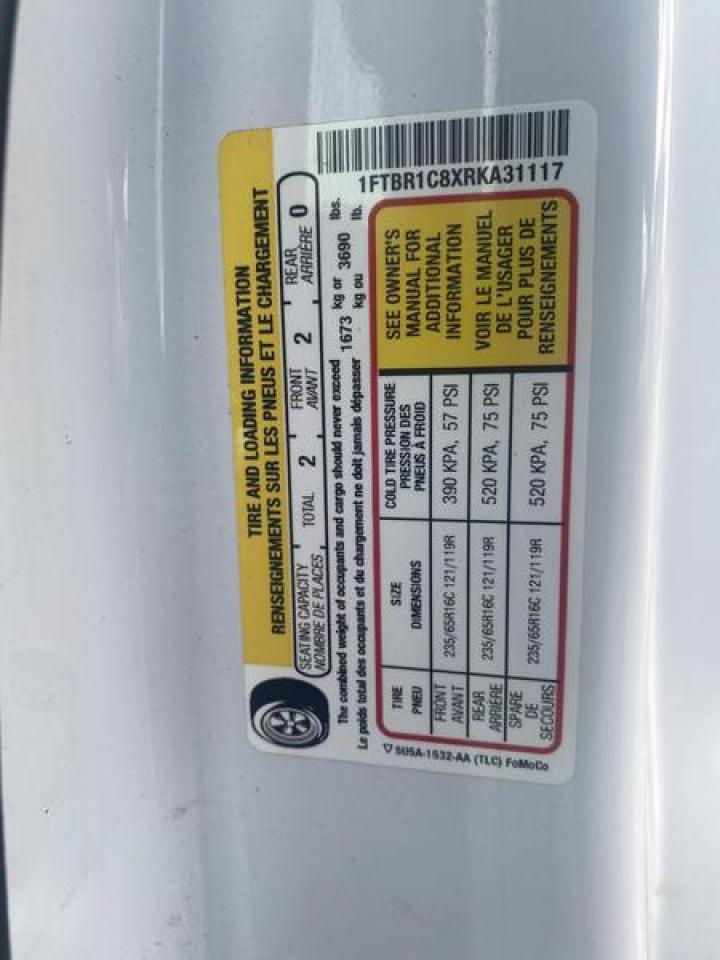 TIRE AND LOADING INFORMATION
RENSEIGNEMENTS SUR LES PNEUS ET LE CHARGEMENT
SEATING CAPACITY TOTAL 2 FRONT 2 REAR 0
NOMBRE DE PLACES AVANT ARRIÈRE
The combined weight of occupants and cargo should never exceed 1673 kg or 3690 lbs.
Le poids total des occupants et du chargement ne doit jamais dépasser kg ou lb.
1FTBR1C8XRKA31117
TIRE SIZE COLD TIRE PRESSURE
PNEU DIMENSIONS PRESSION DES
PNEUS À FROID
FRONT 235/65R16C 121/119R 390 KPA, 57 PSI
AVANT
REAR 235/65R16C 121/119R 520 KPA, 75 PSI
ARRIÈRE
SPARE 235/65R16C 121/119R 520 KPA, 75 PSI
DE
SECOURS
SEE OWNER'S
MANUAL FOR
ADDITIONAL
INFORMATION
VOIR LE MANUEL
DE L'USAGER
POUR PLUS DE
RENSEIGNEMENTS
5U5A-1532-AA (TLC) FoMoCo